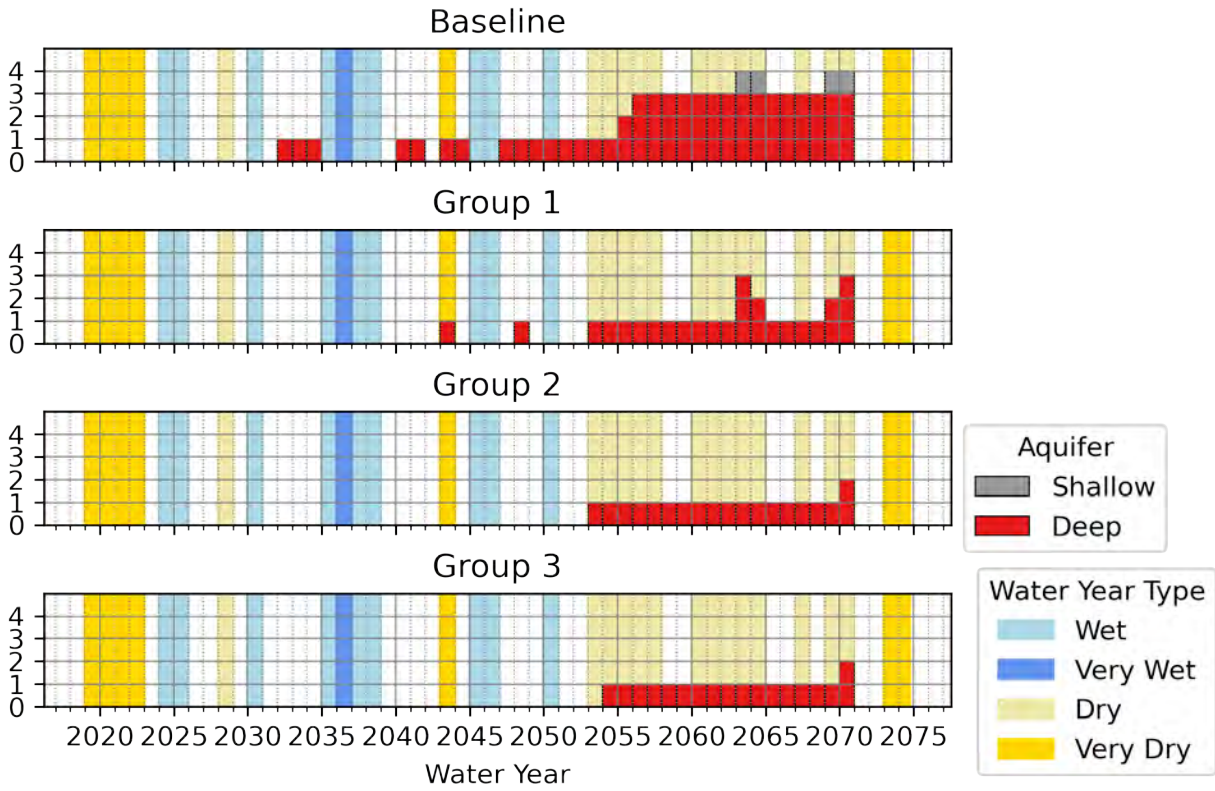 Baseline
4
3
2
1
0
Group 1
4
3
2
1
0
Group 2
4
3
2
1
0
Aquifer
Shallow
Deep
Group 3
4
3
2
1
0
2020 2025 2030 2035 2040 2045 2050 2055 2060 2065 2070 2075
Water Year
Water Year Type
Wet
Very Wet
Dry
Very Dry